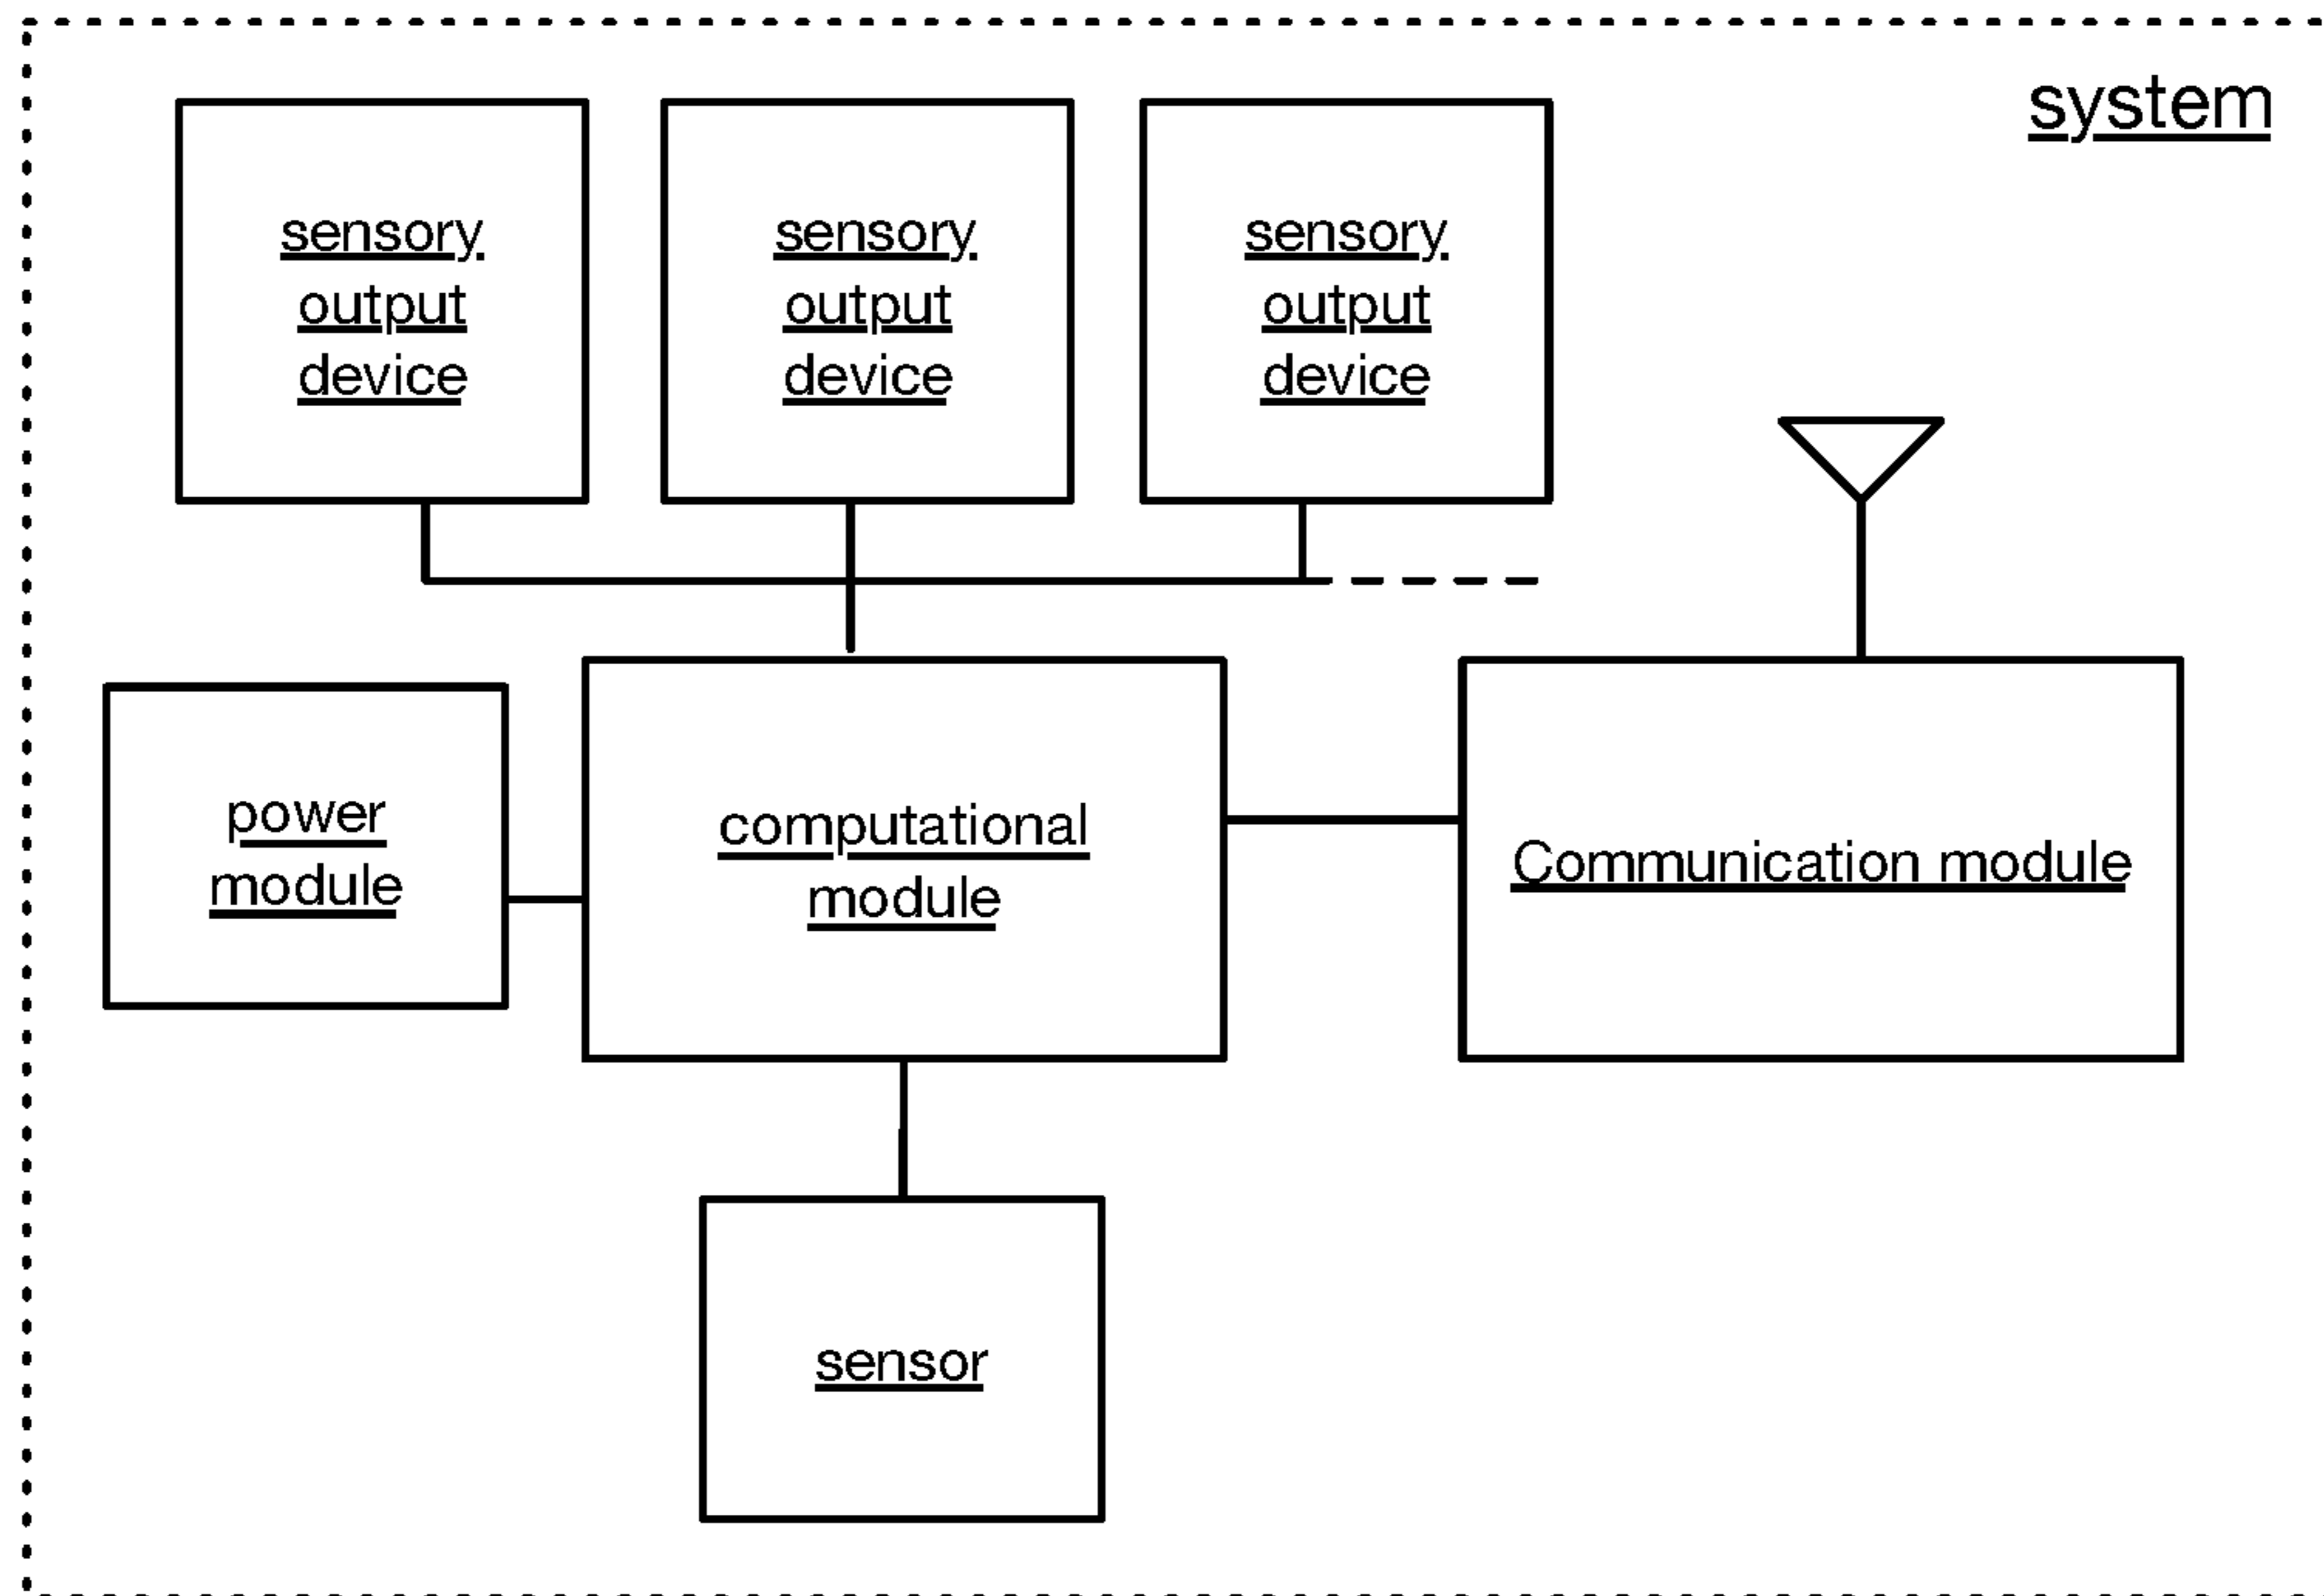 system
sensory
output
device
sensory
output
device
sensory
output
device
power
module
computational
module
Communication module
sensor